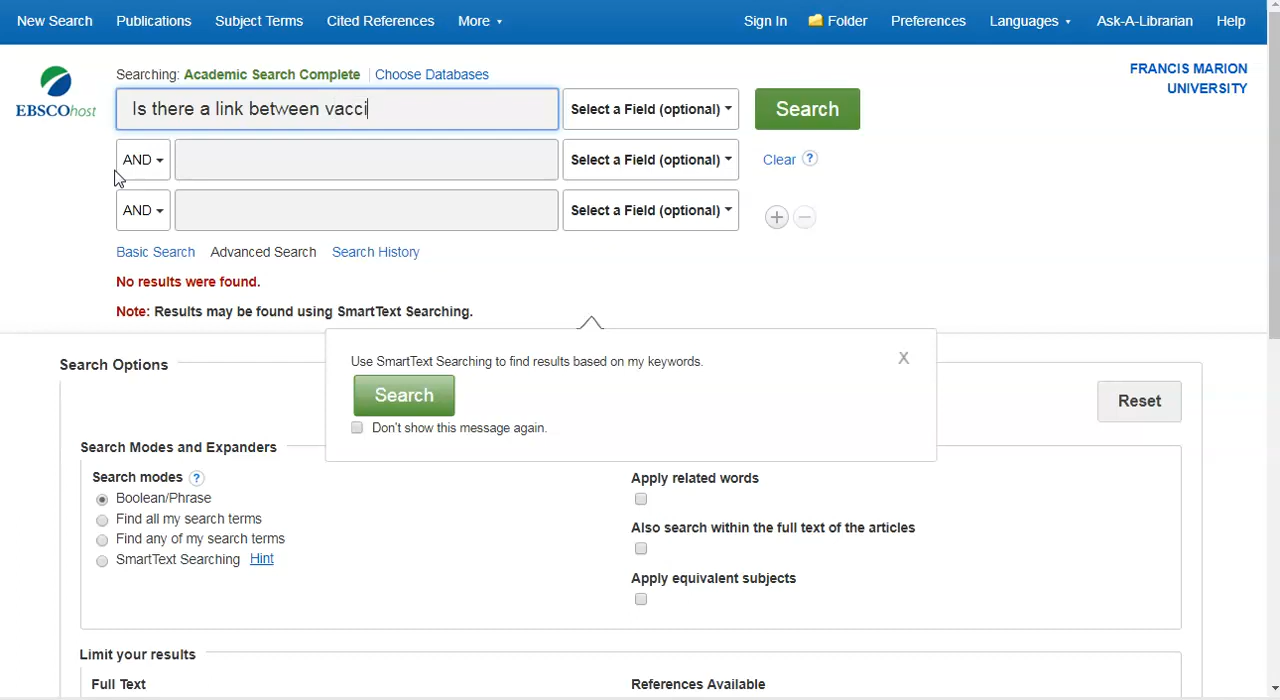 New Search Publications Subject Terms Cited References More Sign In Folder Preferences Languages Ask-A-Librarian Help
Searching: Academic Search Complete Choose Databases
FRANCIS MARION
UNIVERSITY
EBSCOhost
Is there a link between vacci Select a Field (optional) Search
AND Select a Field (optional) Clear ?
AND Select a Field (optional)
Basic Search Advanced Search Search History
No results were found.
Note: Results may be found using SmartText Searching.
Use SmartText Searching to find results based on my keywords. X
Search
Don't show this message again.
Search Options
Reset
Search Modes and Expanders
Search modes ?
Boolean/Phrase
Find all my search terms
Find any of my search terms
SmartText Searching Hint
Apply related words
Also search within the full text of the articles
Apply equivalent subjects
Limit your results
Full Text References Available